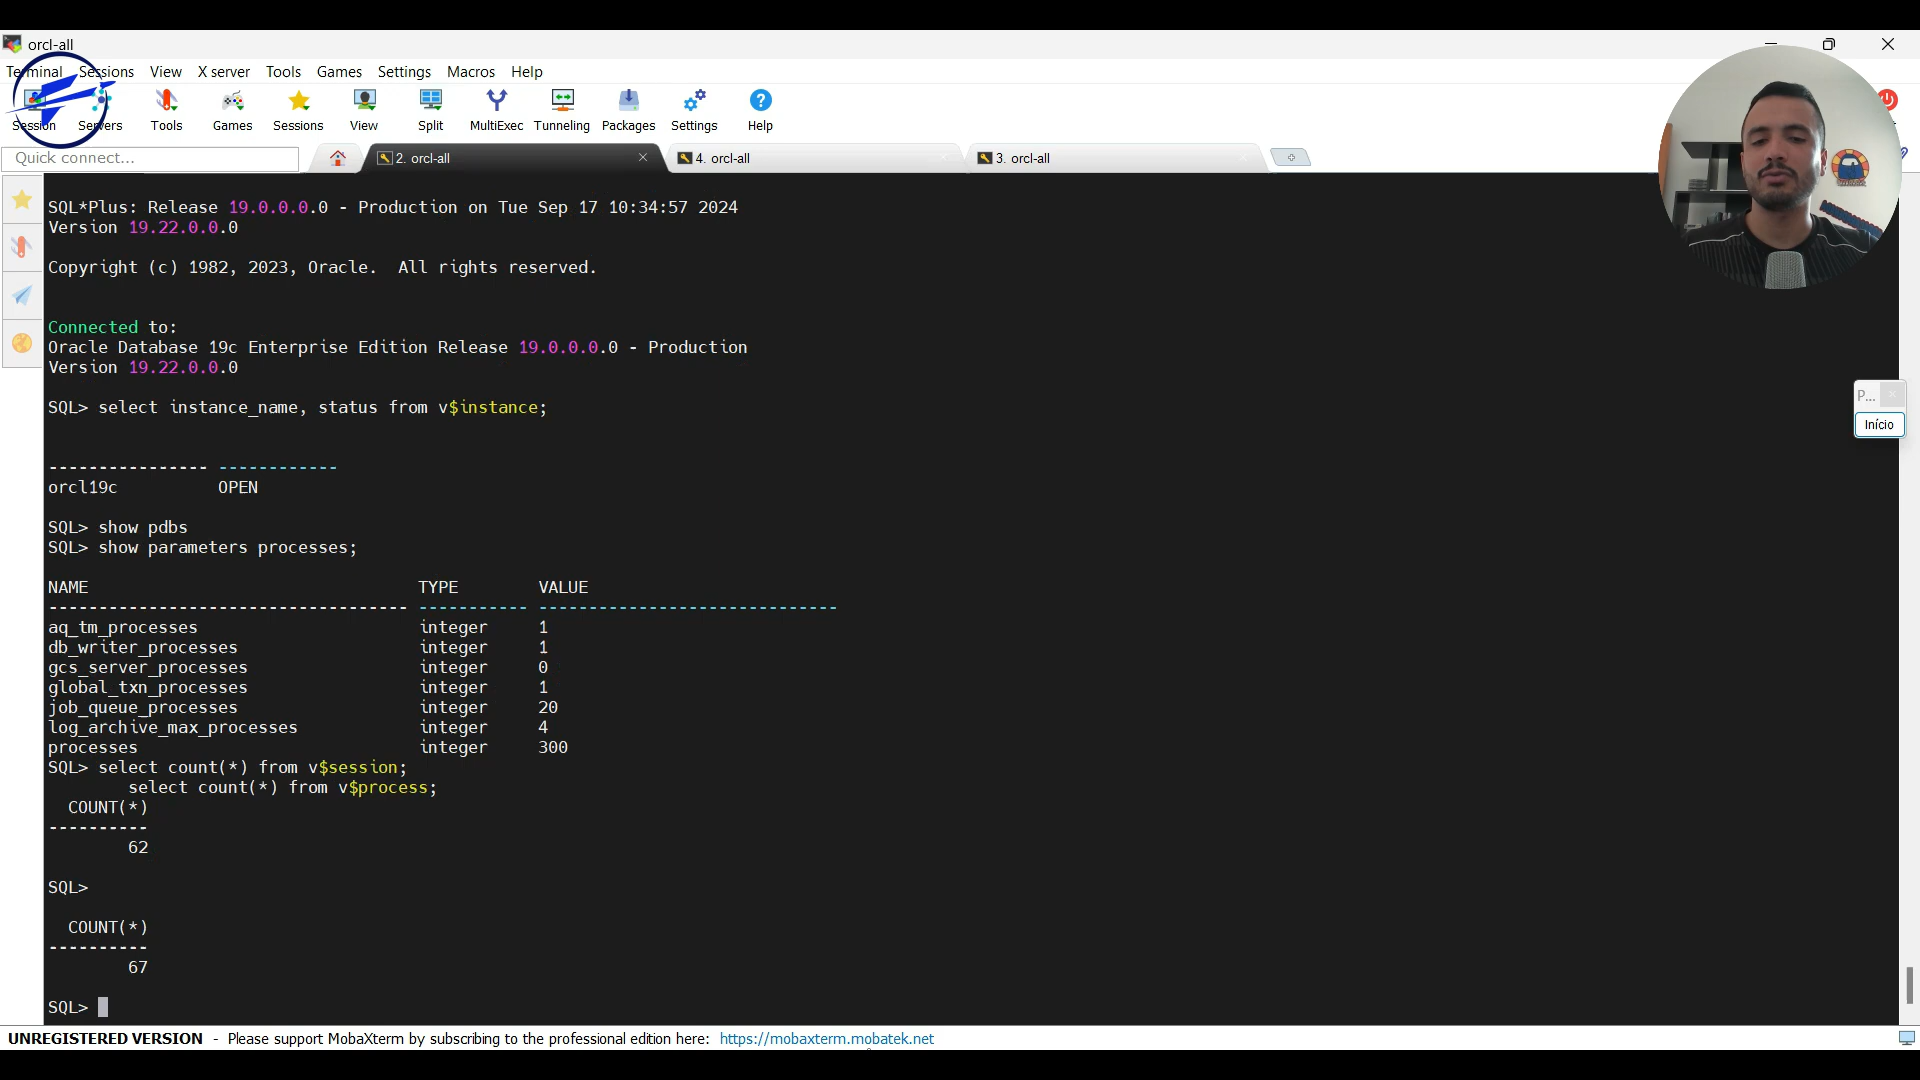 orcl-all
Terminal Sessions View X server Tools Games Settings Macros Help
Session Servers Tools Games Sessions View Split MultiExec Tunneling Packages Settings Help
Quick connect...
2. orcl-all
4. orcl-all
3. orcl-all
SQL*Plus: Release 19.0.0.0.0 - Production on Tue Sep 17 10:34:57 2024
Version 19.22.0.0.0
Copyright (c) 1982, 2023, Oracle.  All rights reserved.
Connected to:
Oracle Database 19c Enterprise Edition Release 19.0.0.0.0 - Production
Version 19.22.0.0.0
SQL> select instance_name, status from v$instance;
---------------- ------------
orcl19c          OPEN
SQL> show pdbs
SQL> show parameters processes;
NAME                                 TYPE        VALUE
------------------------------------ ----------- ------------------------------
aq_tm_processes                      integer     1
db_writer_processes                  integer     1
gcs_server_processes                 integer     0
global_txn_processes                 integer     1
job_queue_processes                  integer     20
log_archive_max_processes            integer     4
processes                            integer     300
SQL> select count(*) from v$session;
        select count(*) from v$process;
  COUNT(*)
----------
        62
SQL>
  COUNT(*)
----------
        67
SQL>
P...
Início
UNREGISTERED VERSION - Please support MobaXterm by subscribing to the professional edition here: https://mobaxterm.mobatek.net